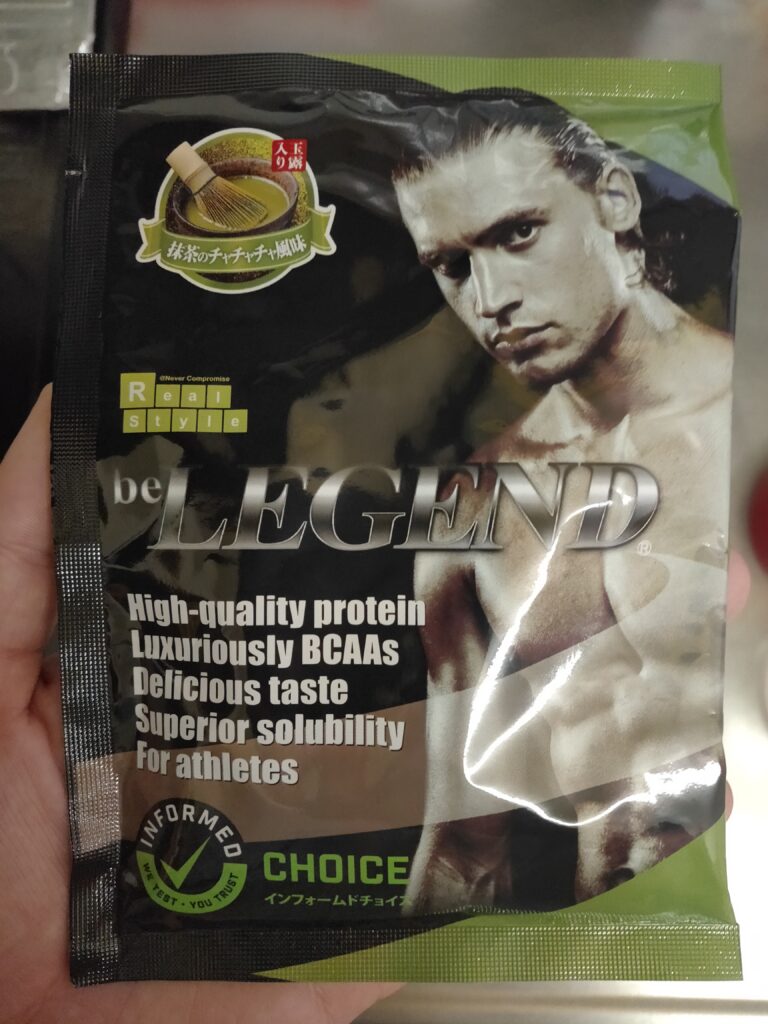 玉露
入り
抹茶のチャチャチャ風味
@Never Compromise
Real
Style
be LEGEND®
High-quality protein
Luxuriously BCAAs
Delicious taste
Superior solubility
For athletes
INFORMED
WE TEST • YOU TRUST
CHOICE
インフォームドチョイス